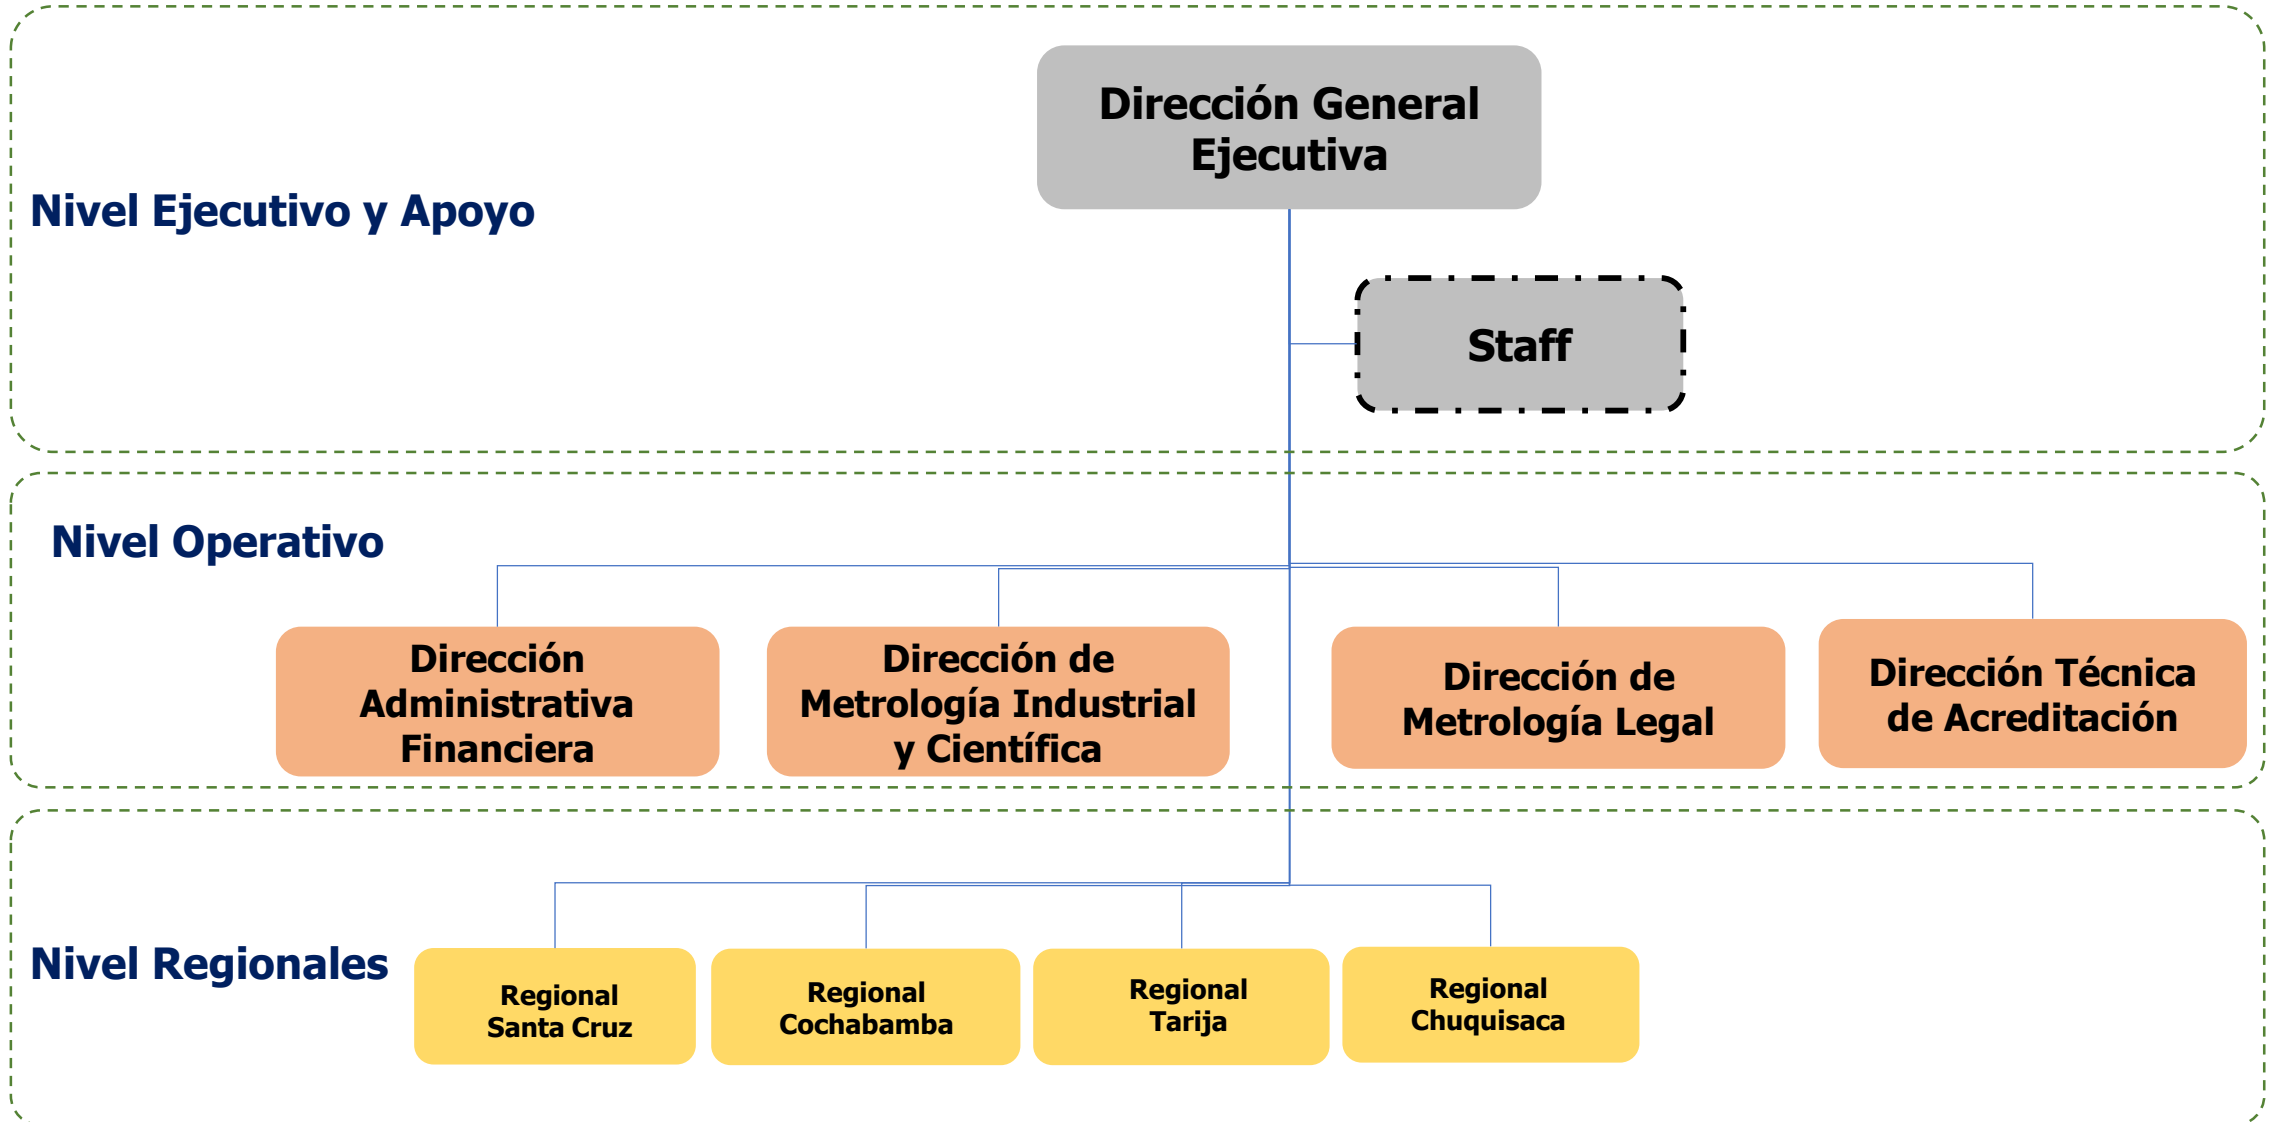 Dirección General
Ejecutiva
Nivel Ejecutivo y Apoyo
Staff
Nivel Operativo
Dirección
Administrativa
Financiera
Dirección de
Metrología Industrial
y Científica
Dirección de
Metrología Legal
Dirección Técnica
de Acreditación
Nivel Regionales
Regional
Santa Cruz
Regional
Cochabamba
Regional
Tarija
Regional
Chuquisaca